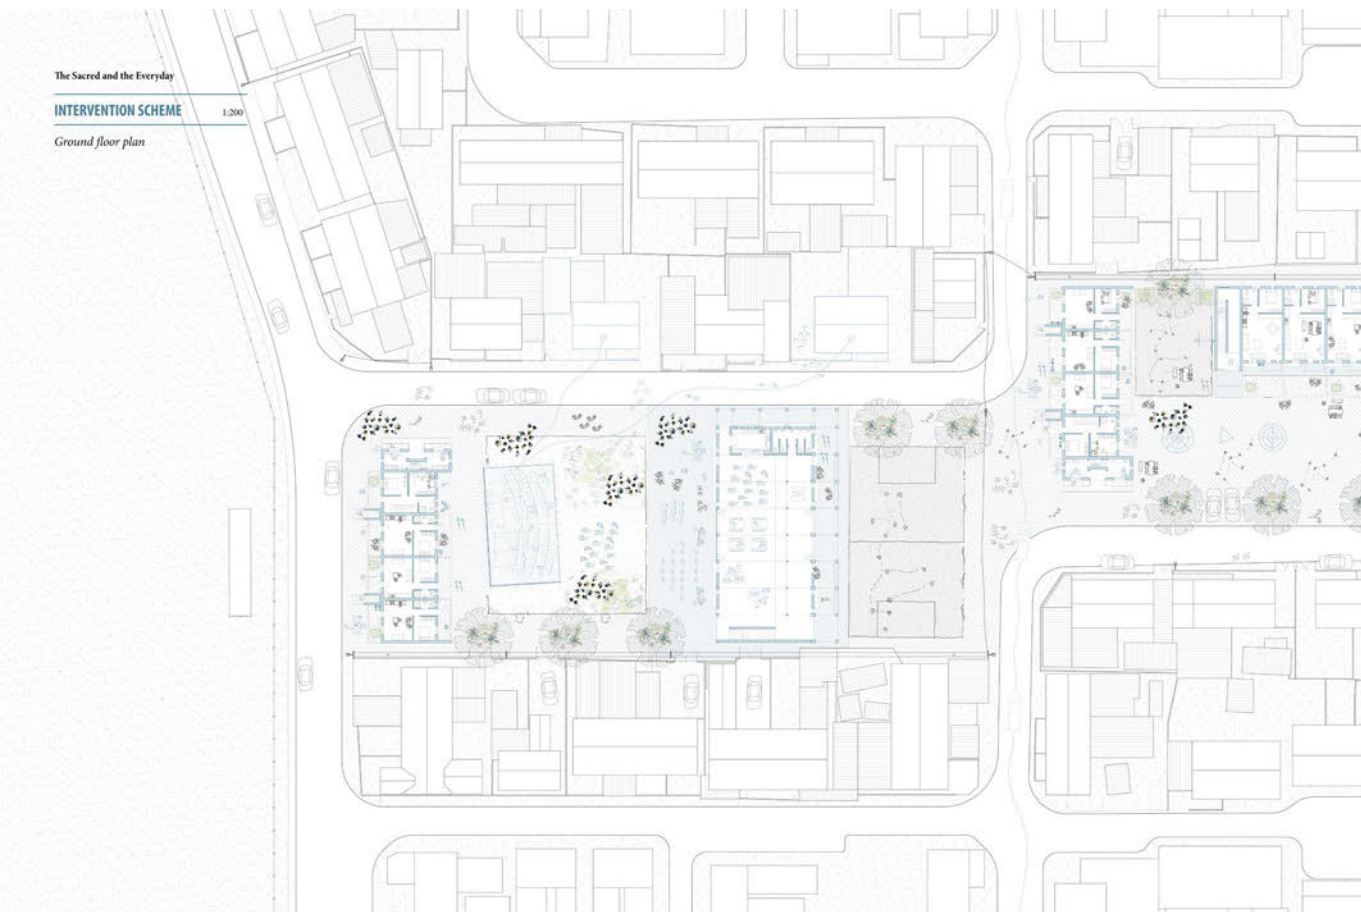 The Sacred and the Everyday
INTERVENTION SCHEME 1:200
Ground floor plan